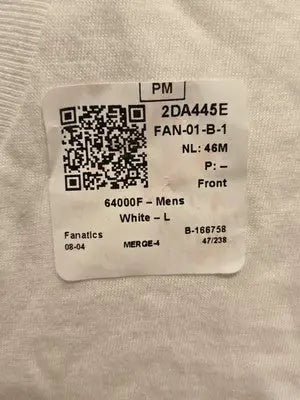 PM
2DA445E
FAN-01-B-1
NL: 46M
P: –
Front
64000F – Mens
White – L
Fanatics B-166758
08-04 MERGE-4 47/238